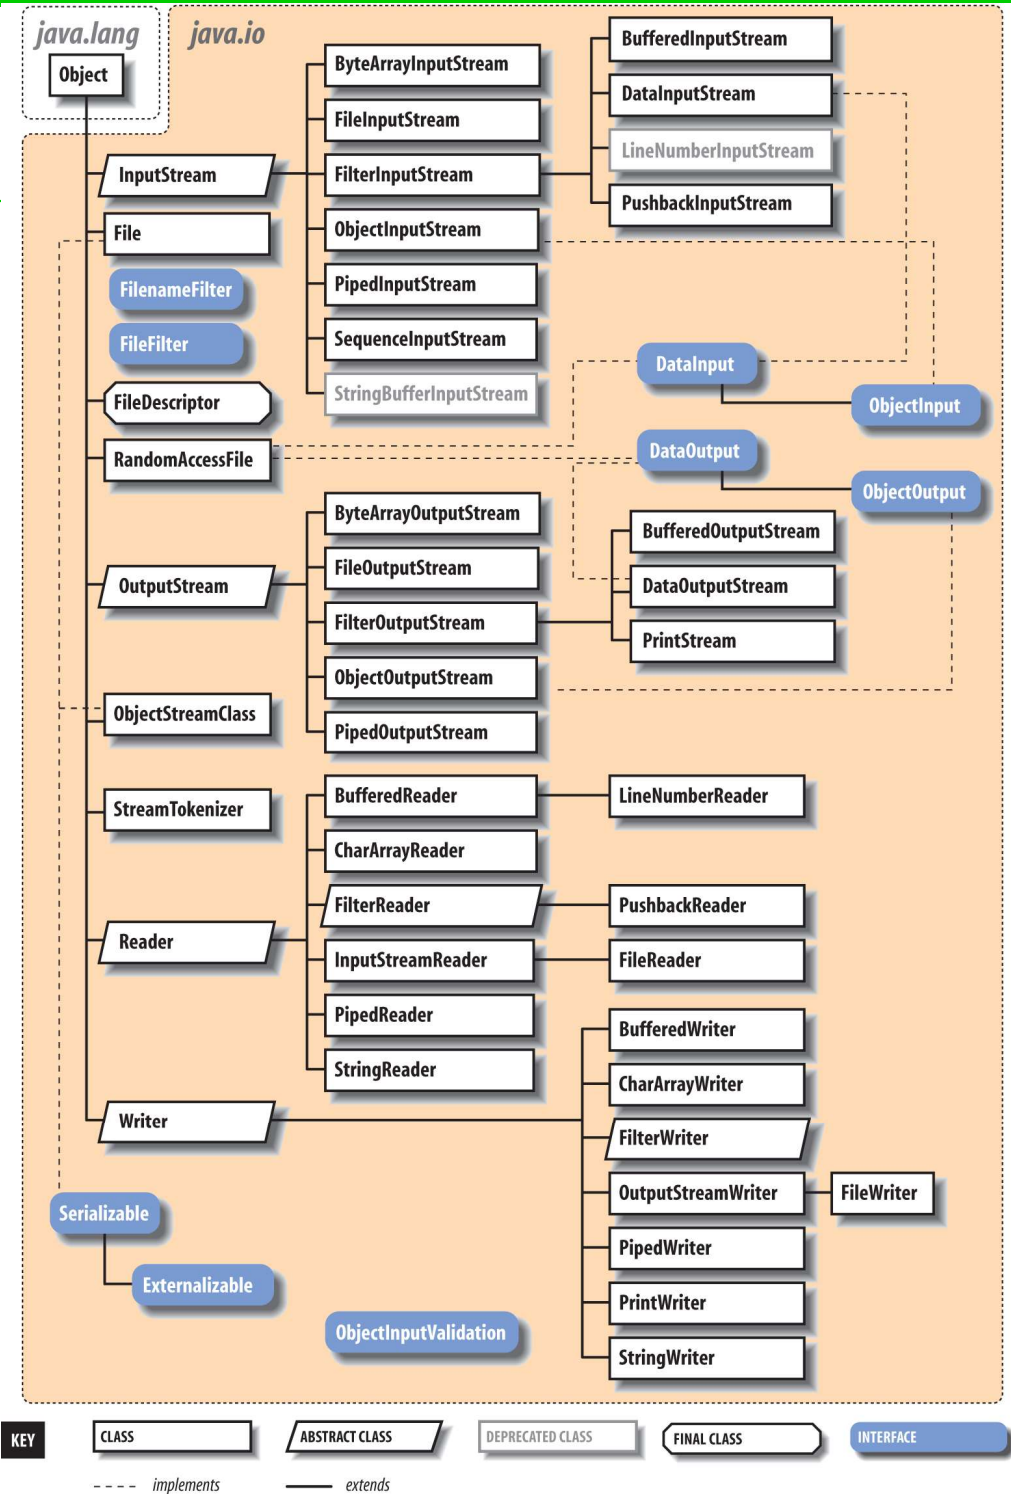 java.lang
java.io
Object
InputStream
File
FilenameFilter
FileFilter
FileDescriptor
RandomAccessFile
OutputStream
ObjectStreamClass
StreamTokenizer
Reader
Writer
Serializable
Externalizable
ByteArrayInputStream
FileInputStream
FilterInputStream
ObjectInputStream
PipedInputStream
SequenceInputStream
StringBufferInputStream
BufferedInputStream
DataInputStream
LineNumberInputStream
PushbackInputStream
DataInput
ObjectInput
DataOutput
ObjectOutput
ByteArrayOutputStream
FileOutputStream
FilterOutputStream
ObjectOutputStream
PipedOutputStream
BufferedOutputStream
DataOutputStream
PrintStream
BufferedReader
CharArrayReader
FilterReader
InputStreamReader
PipedReader
StringReader
LineNumberReader
PushbackReader
FileReader
BufferedWriter
CharArrayWriter
FilterWriter
OutputStreamWriter
FileWriter
PipedWriter
PrintWriter
StringWriter
ObjectInputValidation
KEY
CLASS
ABSTRACT CLASS
DEPRECATED CLASS
FINAL CLASS
INTERFACE
implements
extends